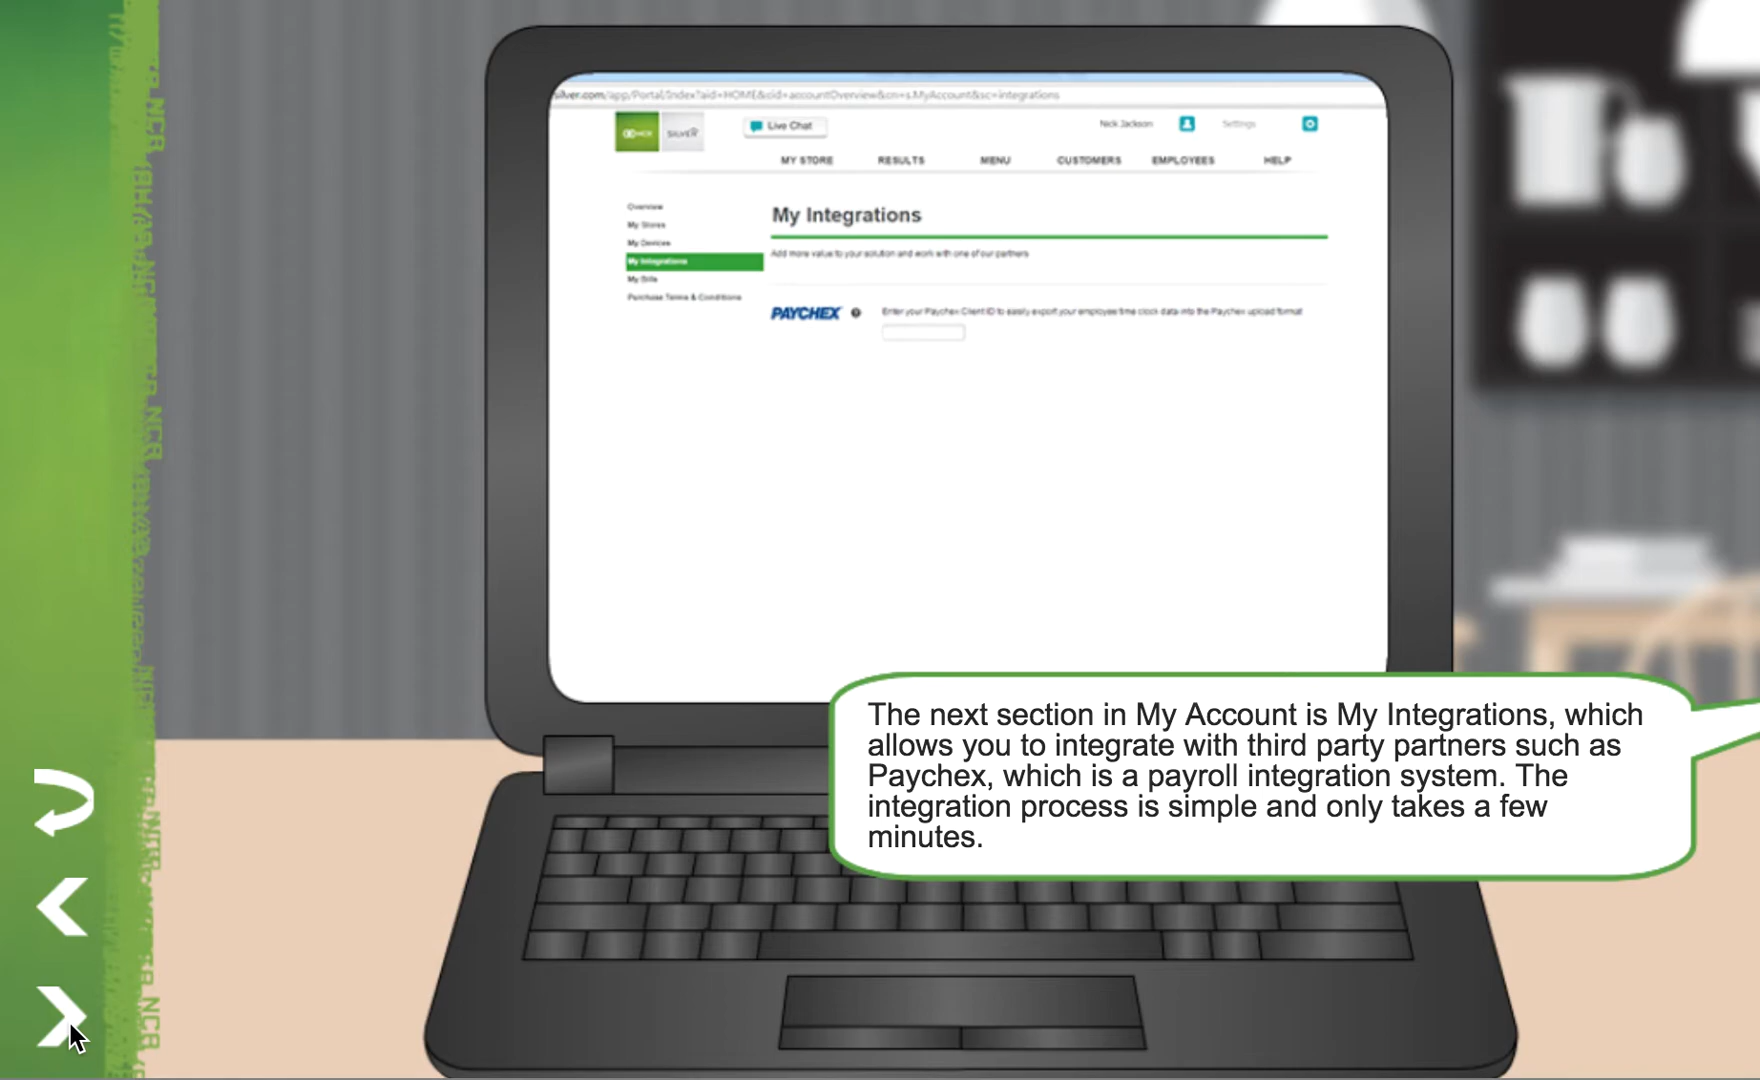 silver.com/app/Portal/Index?aid=HOME&cid=accountOverview&cn=s.MyAccount&sc=integrations
NCR SILVER
Live Chat
Nick Jackson
Settings
MY STORE RESULTS MENU CUSTOMERS EMPLOYEES HELP
Overview
My Stores
My Devices
My Integrations
My Bills
Purchase Terms & Conditions
My Integrations
Add more value to your solution and work with one of our partners
PAYCHEX ? Enter your Paychex Client ID to easily export your employee time clock data into the Paychex upload format
The next section in My Account is My Integrations, which
allows you to integrate with third party partners such as
Paychex, which is a payroll integration system. The
integration process is simple and only takes a few
minutes.